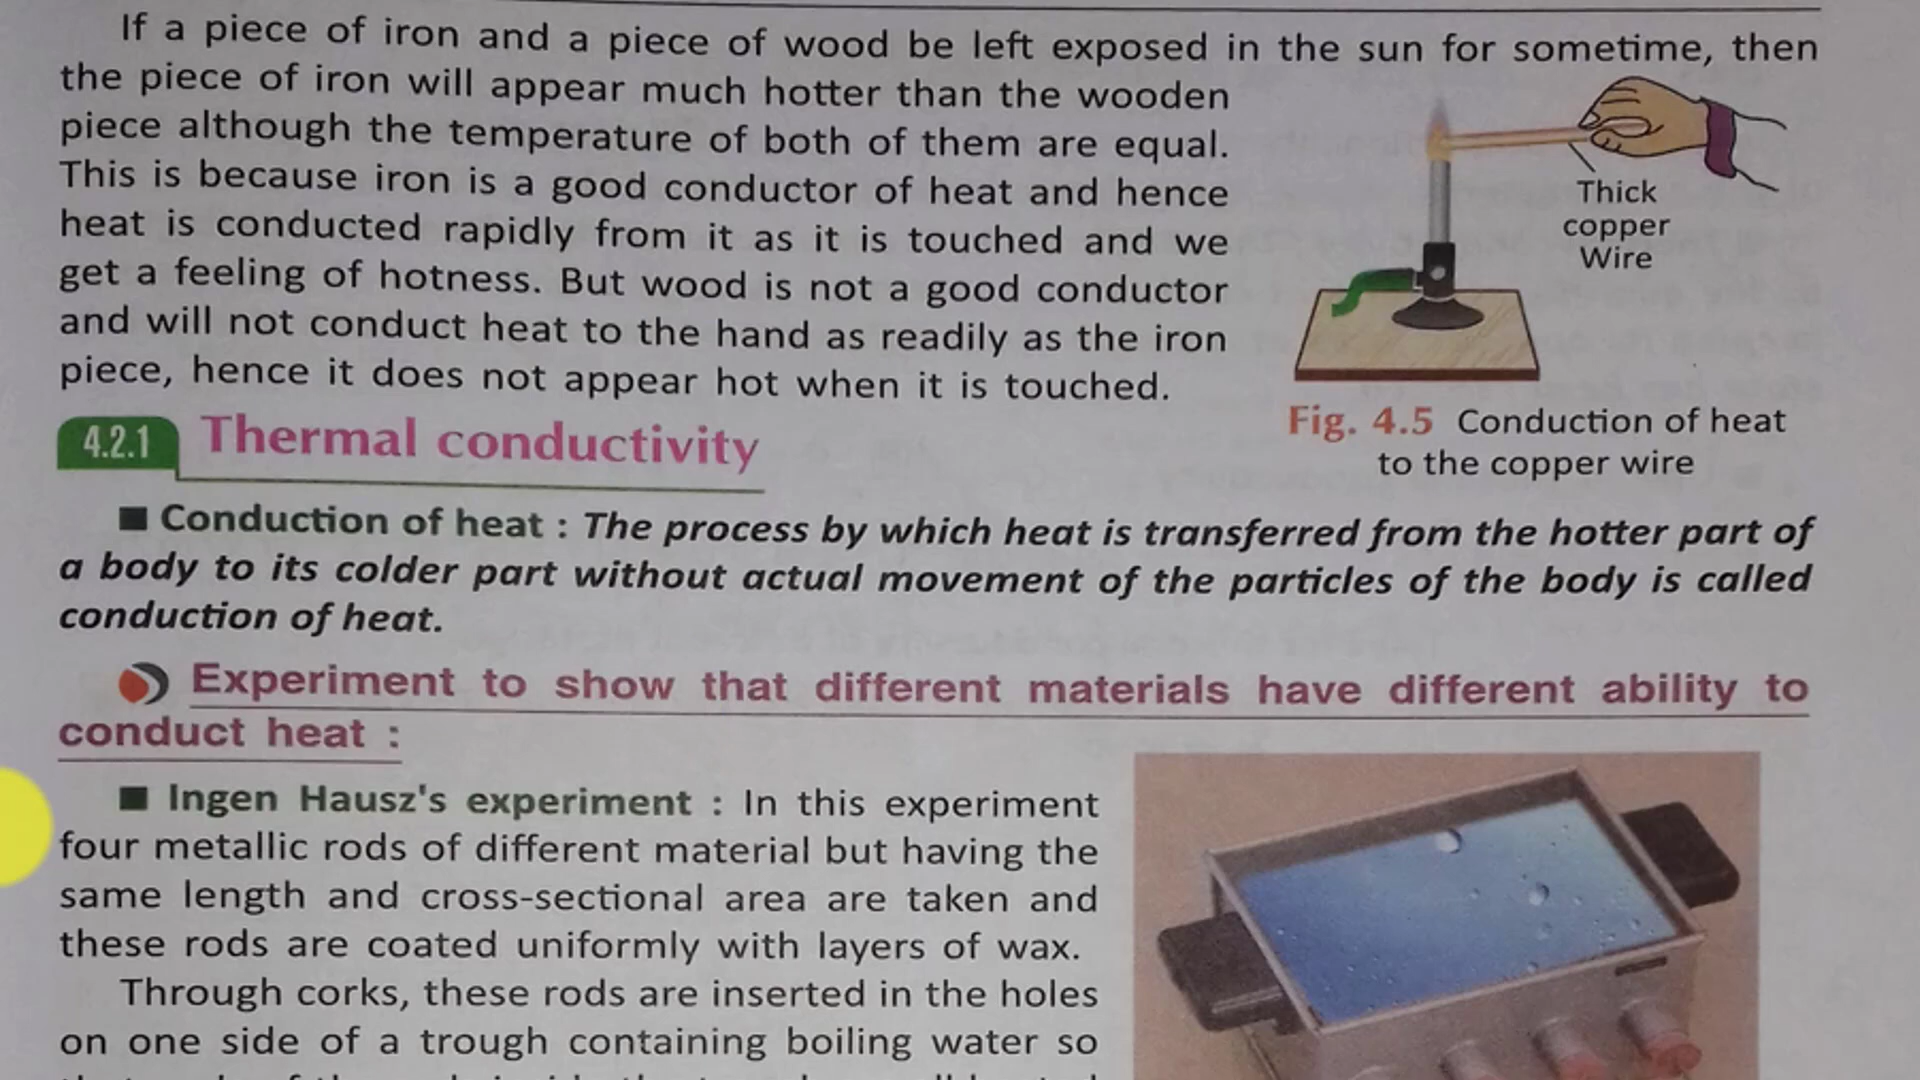 If a piece of iron and a piece of wood be left exposed in the sun for sometime, then
the piece of iron will appear much hotter than the wooden
piece although the temperature of both of them are equal.
This is because iron is a good conductor of heat and hence
heat is conducted rapidly from it as it is touched and we
get a feeling of hotness. But wood is not a good conductor
and will not conduct heat to the hand as readily as the iron
piece, hence it does not appear hot when it is touched.
Thick
copper
Wire
Fig. 4.5 Conduction of heat
to the copper wire
4.2.1 Thermal conductivity
■ Conduction of heat : The process by which heat is transferred from the hotter part of
a body to its colder part without actual movement of the particles of the body is called
conduction of heat.
Experiment to show that different materials have different ability to
conduct heat :
■ Ingen Hausz's experiment : In this experiment
four metallic rods of different material but having the
same length and cross-sectional area are taken and
these rods are coated uniformly with layers of wax.
Through corks, these rods are inserted in the holes
on one side of a trough containing boiling water so